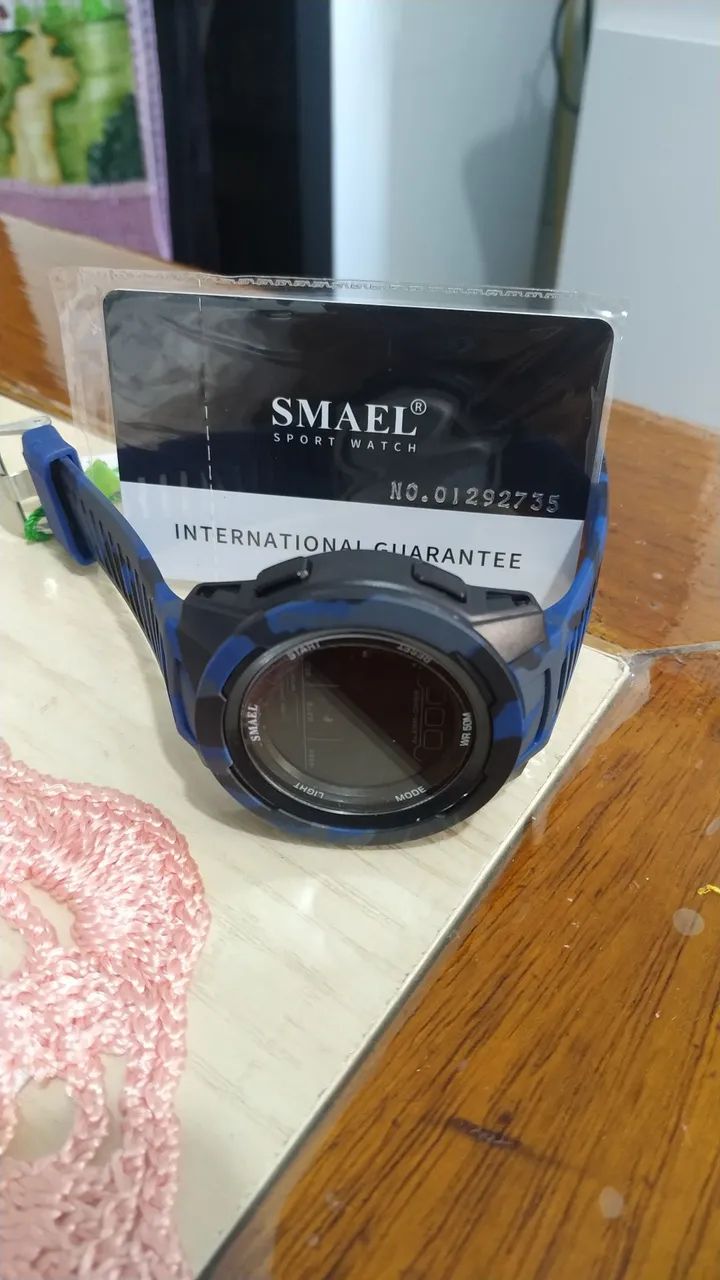 SMAEL®
SPORT WATCH
NO.01292735
INTERNATIONAL GUARANTEE
START
RESET
SMAEL
WR 50M
LIGHT
MODE